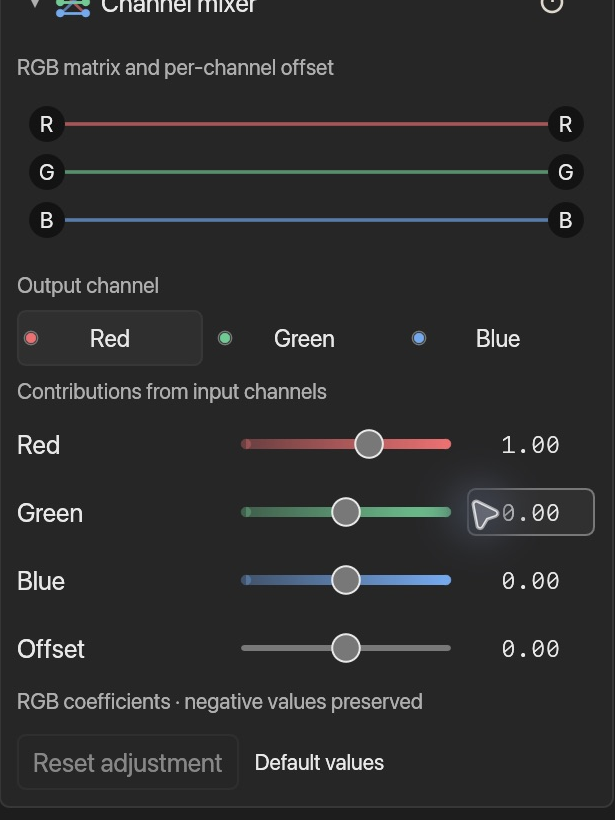 Channel mixer
RGB matrix and per-channel offset
R R
G G
B B
Output channel
Red Green Blue
Contributions from input channels
Red 1.00
Green 0.00
Blue 0.00
Offset 0.00
RGB coefficients · negative values preserved
Reset adjustment Default values